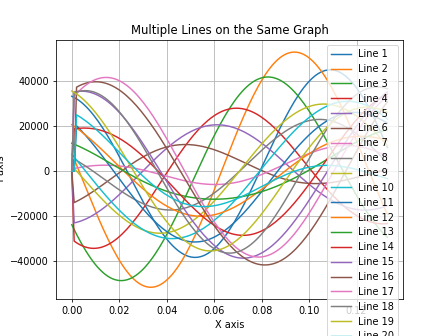 Multiple Lines on the Same Graph
40000
20000
0
−20000
−40000
0.00 0.02 0.04 0.06 0.08 0.10
X axis
Line 1
Line 2
Line 3
Line 4
Line 5
Line 6
Line 7
Line 8
Line 9
Line 10
Line 11
Line 12
Line 13
Line 14
Line 15
Line 16
Line 17
Line 18
Line 19
Line 20